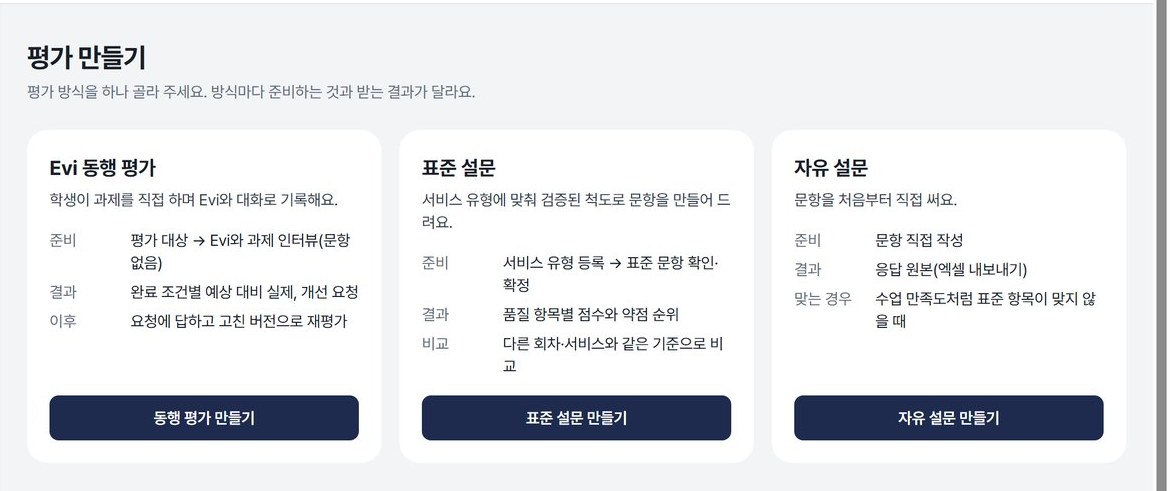 평가 만들기
평가 방식을 하나 골라 주세요. 방식마다 준비하는 것과 받는 결과가 달라요.
Evi 동행 평가
학생이 과제를 직접 하며 Evi와 대화로 기록해요.
준비 평가 대상 → Evi와 과제 인터뷰(문항
없음)
결과 완료 조건별 예상 대비 실제, 개선 요청
이후 요청에 답하고 고친 버전으로 재평가
동행 평가 만들기
표준 설문
서비스 유형에 맞춰 검증된 척도로 문항을 만들어 드
려요.
준비 서비스 유형 등록 → 표준 문항 확인·
확정
결과 품질 항목별 점수와 약점 순위
비교 다른 회차·서비스와 같은 기준으로 비
교
표준 설문 만들기
자유 설문
문항을 처음부터 직접 써요.
준비 문항 직접 작성
결과 응답 원본(엑셀 내보내기)
맞는 경우 수업 만족도처럼 표준 항목이 맞지 않
을 때
자유 설문 만들기